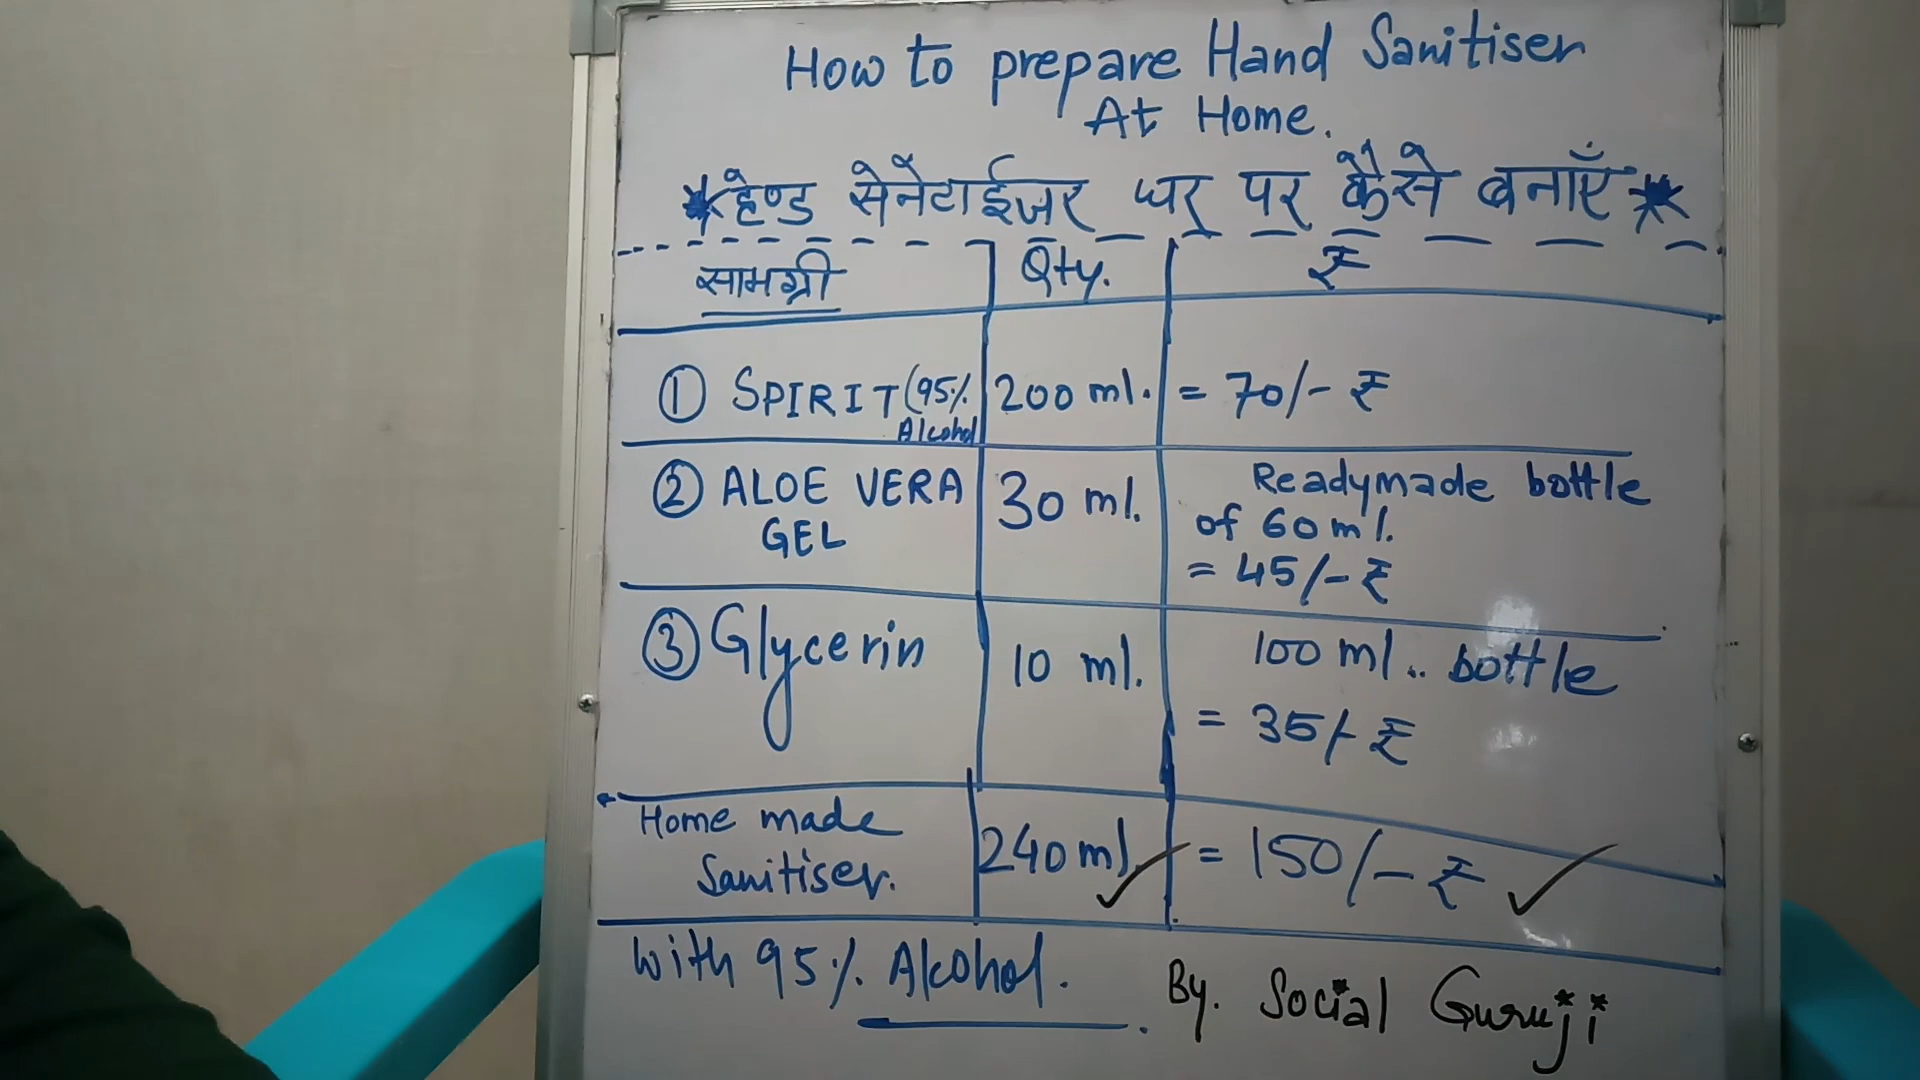 How to prepare Hand Sanitiser
At Home.
*हेण्ड सेनेटाईजर घर पर कैसे बनाएँ*
सामग्री Qty. ₹
① SPIRIT (95% Alcohol 200 ml. = 70/- ₹
② ALOE VERA GEL 30 ml. Readymade bottle
of 60 ml.
= 45/- ₹
③ Glycerin 10 ml. 100 ml.. bottle
= 35/- ₹
Home made
Sanitiser. 240 ml. = 150/- ₹
With 95% Alcohol.
By. Social Guruji